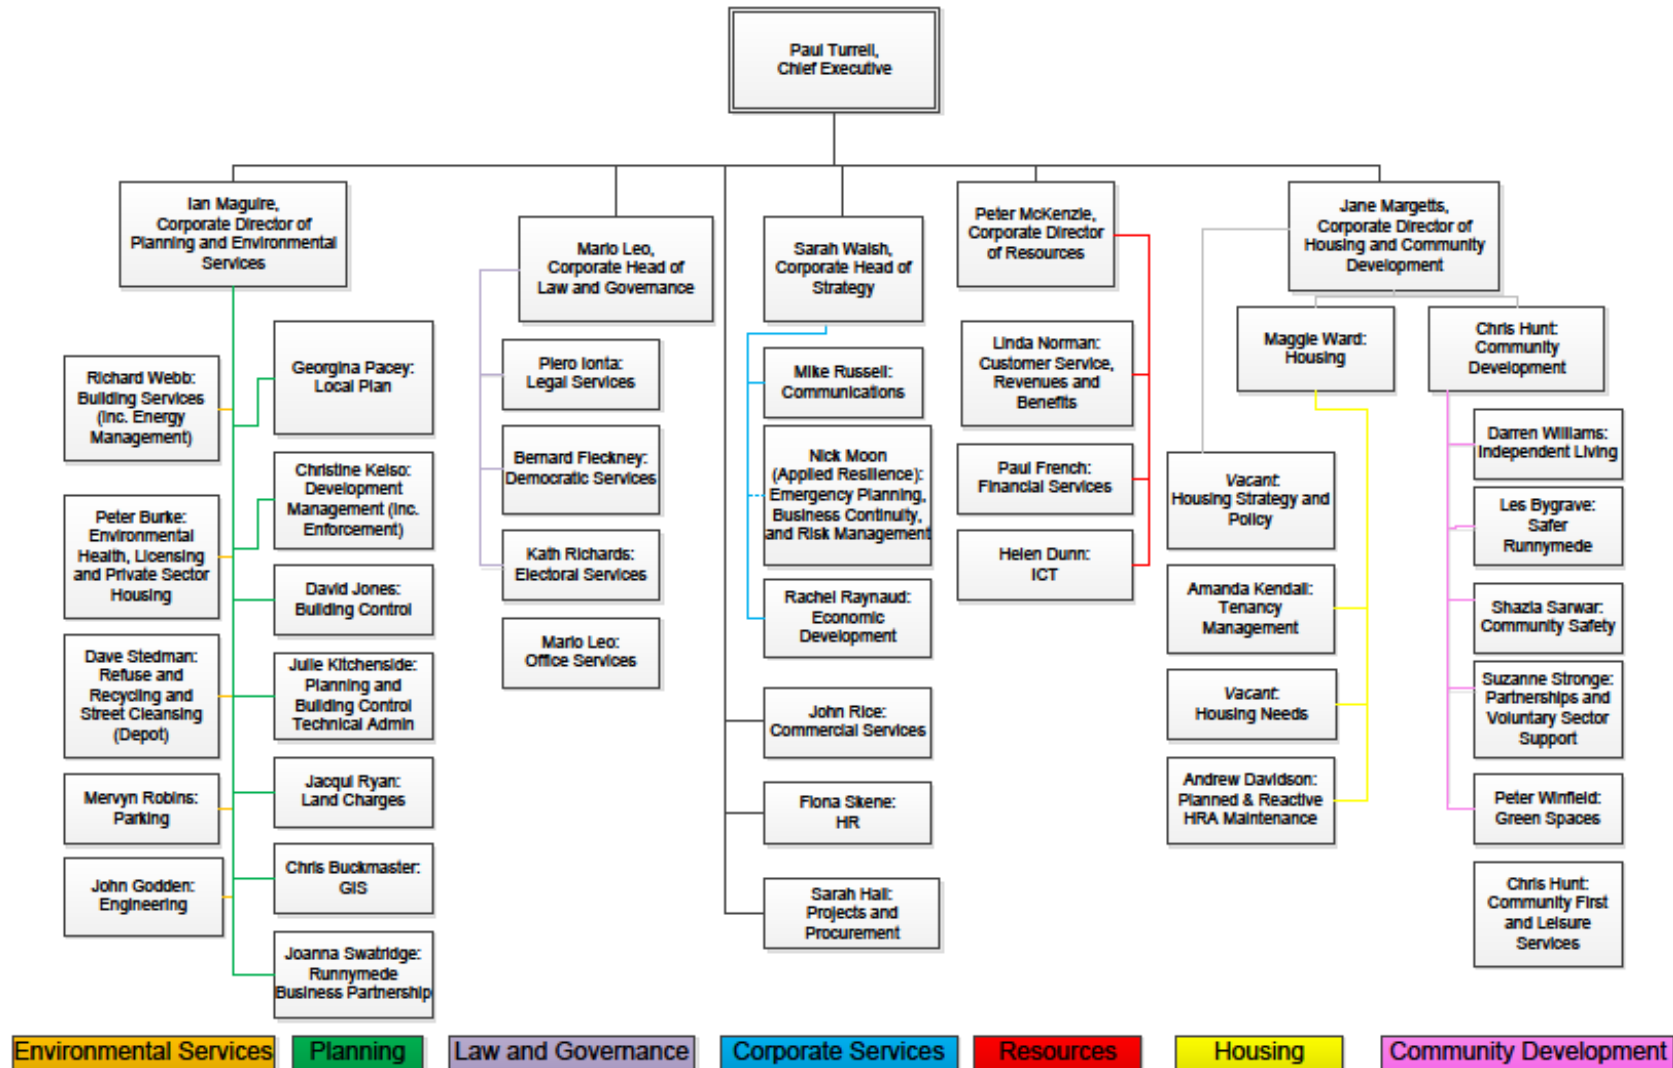 Paul Turrell,
Chief Executive
Ian Maguire,
Corporate Director of
Planning and Environmental
Services
Mario Leo,
Corporate Head of
Law and Governance
Sarah Walsh,
Corporate Head of
Strategy
Peter McKenzie,
Corporate Director
of Resources
Jane Margetts,
Corporate Director of
Housing and Community
Development
Richard Webb:
Building Services
(Inc. Energy
Management)
Peter Burke:
Environmental
Health, Licensing
and Private Sector
Housing
Dave Stedman:
Refuse and
Recycling and
Street Cleansing
(Depot)
Mervyn Robins:
Parking
John Godden:
Engineering
Georgina Pacey:
Local Plan
Christine Kelso:
Development
Management (Inc.
Enforcement)
David Jones:
Building Control
Julie Kitchenside:
Planning and
Building Control
Technical Admin
Jacqui Ryan:
Land Charges
Chris Buckmaster:
GIS
Joanna Swatridge:
Runnymede
Business Partnership
Piero Ionta:
Legal Services
Bernard Fleckney:
Democratic Services
Kath Richards:
Electoral Services
Mario Leo:
Office Services
Mike Russell:
Communications
Nick Moon
(Applied Resilience):
Emergency Planning,
Business Continuity,
and Risk Management
Rachel Raynaud:
Economic
Development
John Rice:
Commercial Services
Fiona Skene:
HR
Sarah Hall:
Projects and
Procurement
Linda Norman:
Customer Service,
Revenues and
Benefits
Paul French:
Financial Services
Helen Dunn:
ICT
Maggie Ward:
Housing
Vacant:
Housing Strategy and
Policy
Amanda Kendall:
Tenancy
Management
Vacant:
Housing Needs
Andrew Davidson:
Planned & Reactive
HRA Maintenance
Chris Hunt:
Community
Development
Darren Williams:
Independent Living
Les Bygrave:
Safer
Runnymede
Shazia Sarwar:
Community Safety
Suzanne Stronge:
Partnerships and
Voluntary Sector
Support
Peter Winfield:
Green Spaces
Chris Hunt:
Community First
and Leisure
Services
Environmental Services
Planning
Law and Governance
Corporate Services
Resources
Housing
Community Development